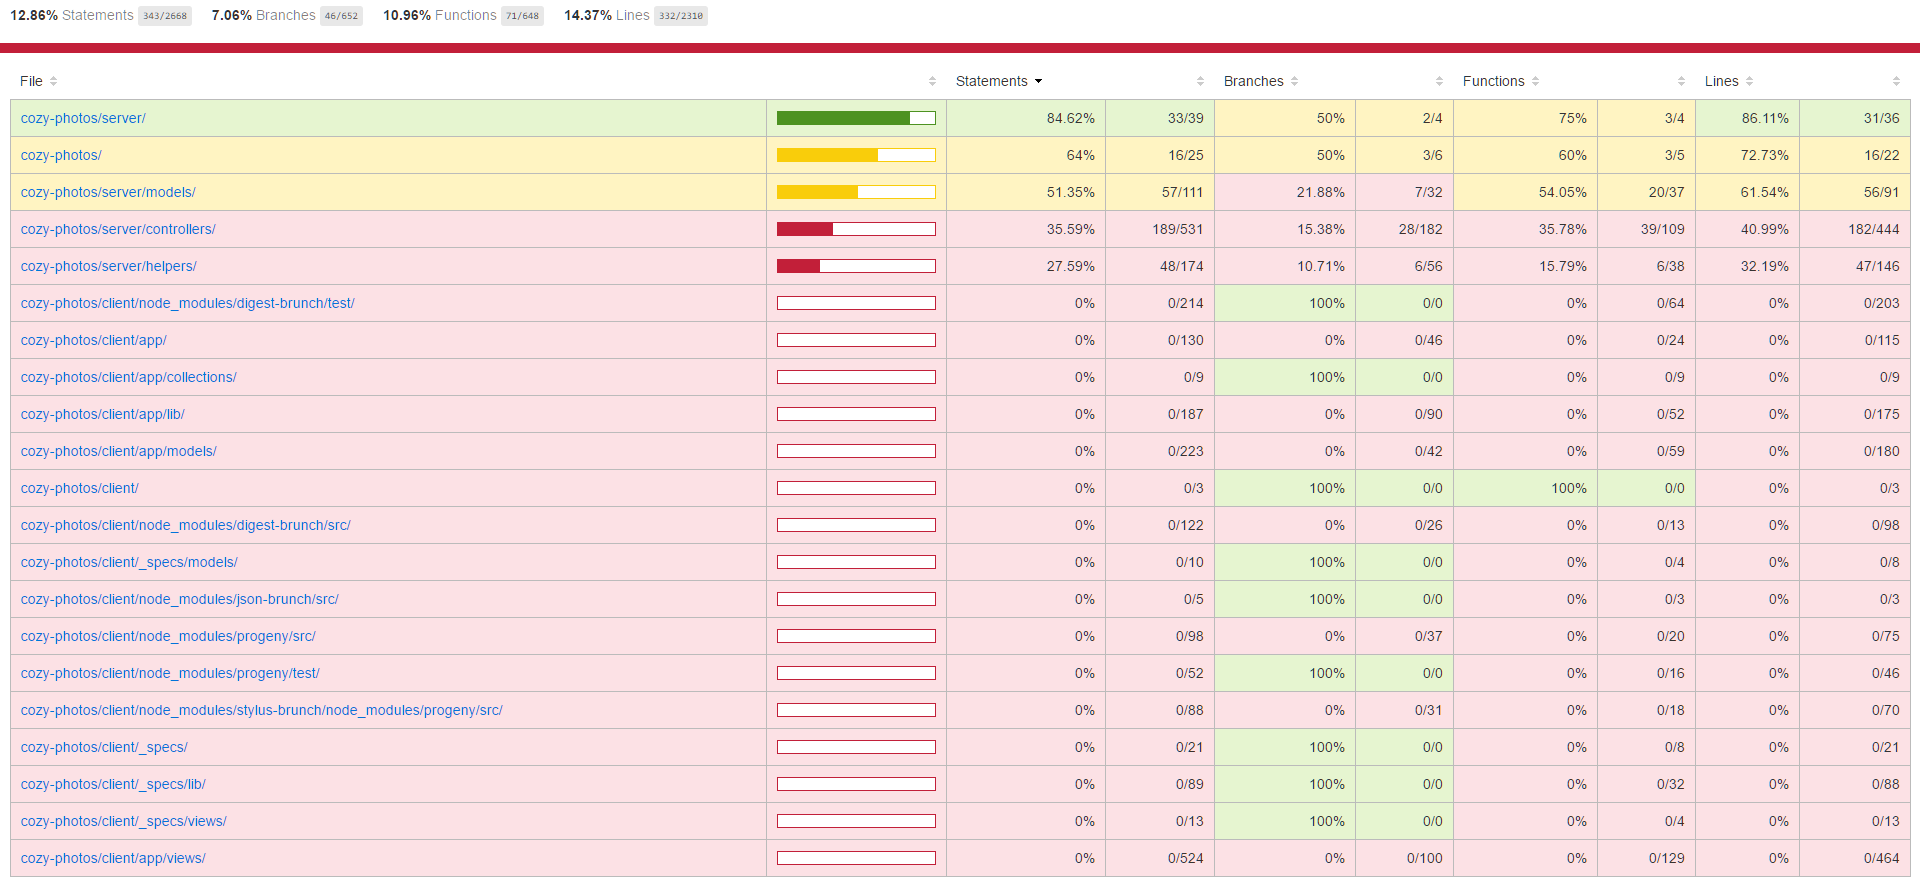 12.86% Statements 343/2668 7.06% Branches 46/652 10.96% Functions 71/648 14.37% Lines 332/2310
File Statements Branches Functions Lines
cozy-photos/server/ 84.62% 33/39 50% 2/4 75% 3/4 86.11% 31/36
cozy-photos/ 64% 16/25 50% 3/6 60% 3/5 72.73% 16/22
cozy-photos/server/models/ 51.35% 57/111 21.88% 7/32 54.05% 20/37 61.54% 56/91
cozy-photos/server/controllers/ 35.59% 189/531 15.38% 28/182 35.78% 39/109 40.99% 182/444
cozy-photos/server/helpers/ 27.59% 48/174 10.71% 6/56 15.79% 6/38 32.19% 47/146
cozy-photos/client/node_modules/digest-brunch/test/ 0% 0/214 100% 0/0 0% 0/64 0% 0/203
cozy-photos/client/app/ 0% 0/130 0% 0/46 0% 0/24 0% 0/115
cozy-photos/client/app/collections/ 0% 0/9 100% 0/0 0% 0/9 0% 0/9
cozy-photos/client/app/lib/ 0% 0/187 0% 0/90 0% 0/52 0% 0/175
cozy-photos/client/app/models/ 0% 0/223 0% 0/42 0% 0/59 0% 0/180
cozy-photos/client/ 0% 0/3 100% 0/0 100% 0/0 0% 0/3
cozy-photos/client/node_modules/digest-brunch/src/ 0% 0/122 0% 0/26 0% 0/13 0% 0/98
cozy-photos/client/_specs/models/ 0% 0/10 100% 0/0 0% 0/4 0% 0/8
cozy-photos/client/node_modules/json-brunch/src/ 0% 0/5 100% 0/0 0% 0/3 0% 0/3
cozy-photos/client/node_modules/progeny/src/ 0% 0/98 0% 0/37 0% 0/20 0% 0/75
cozy-photos/client/node_modules/progeny/test/ 0% 0/52 100% 0/0 0% 0/16 0% 0/46
cozy-photos/client/node_modules/stylus-brunch/node_modules/progeny/src/ 0% 0/88 0% 0/31 0% 0/18 0% 0/70
cozy-photos/client/_specs/ 0% 0/21 100% 0/0 0% 0/8 0% 0/21
cozy-photos/client/_specs/lib/ 0% 0/89 100% 0/0 0% 0/32 0% 0/88
cozy-photos/client/_specs/views/ 0% 0/13 100% 0/0 0% 0/4 0% 0/13
cozy-photos/client/app/views/ 0% 0/524 0% 0/100 0% 0/129 0% 0/464